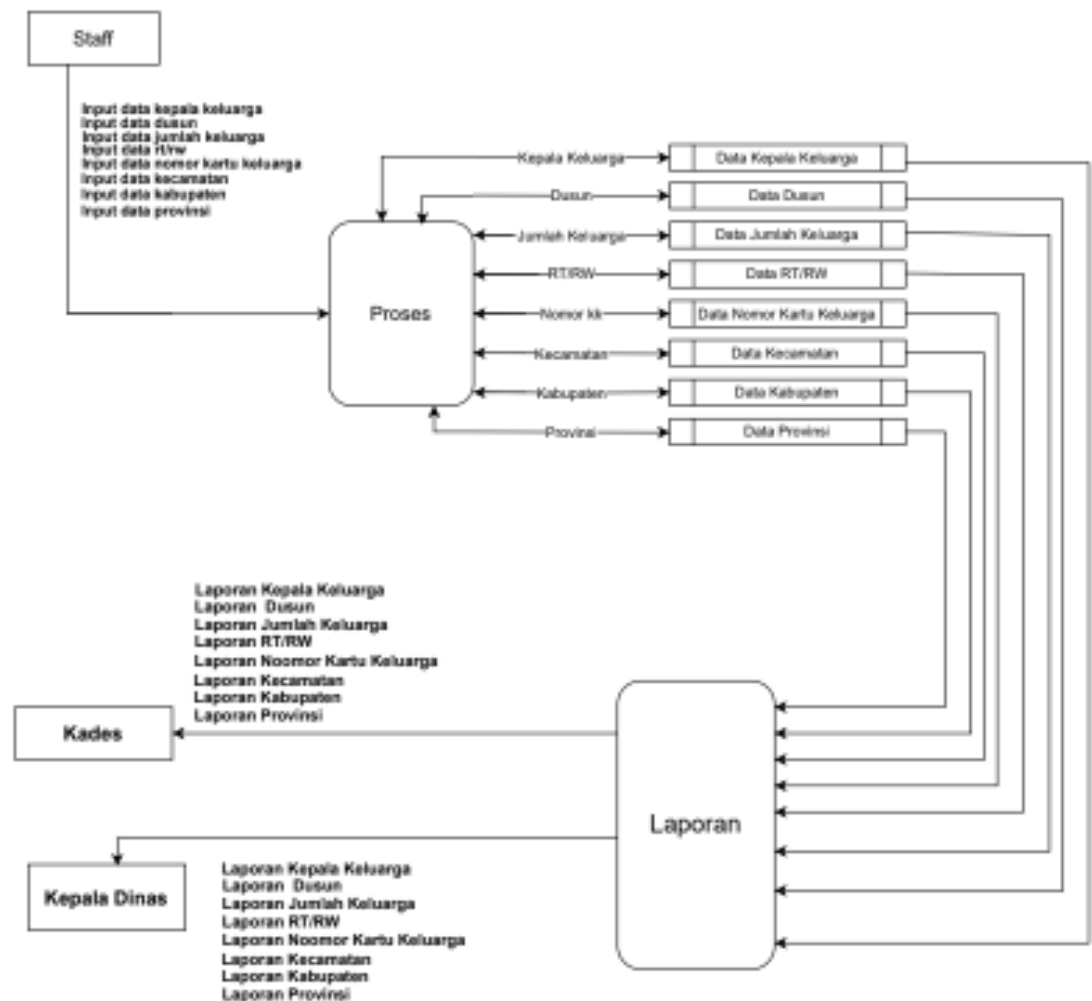 Staff
Input data kepala keluarga
Input data dusun
Input data jumlah keluarga
Input data rt/rw
Input data nomor kartu keluarga
Input data kecamatan
Input data kabupaten
Input data provinsi
Proses
Kepala Keluarga
Data Kepala Keluarga
Dusun
Data Dusun
Jumlah Keluarga
Data Jumlah Keluarga
RT/RW
Data RT/RW
Nomor kk
Data Nomor Kartu Keluarga
Kecamatan
Data Kecamatan
Kabupaten
Data Kabupaten
Provinsi
Data Provinsi
Laporan Kepala Keluarga
Laporan Dusun
Laporan Jumlah Keluarga
Laporan RT/RW
Laporan Noomor Kartu Keluarga
Laporan Kecamatan
Laporan Kabupaten
Laporan Provinsi
Kades
Laporan
Kepala Dinas
Laporan Kepala Keluarga
Laporan Dusun
Laporan Jumlah Keluarga
Laporan RT/RW
Laporan Noomor Kartu Keluarga
Laporan Kecamatan
Laporan Kabupaten
Laporan Provinsi